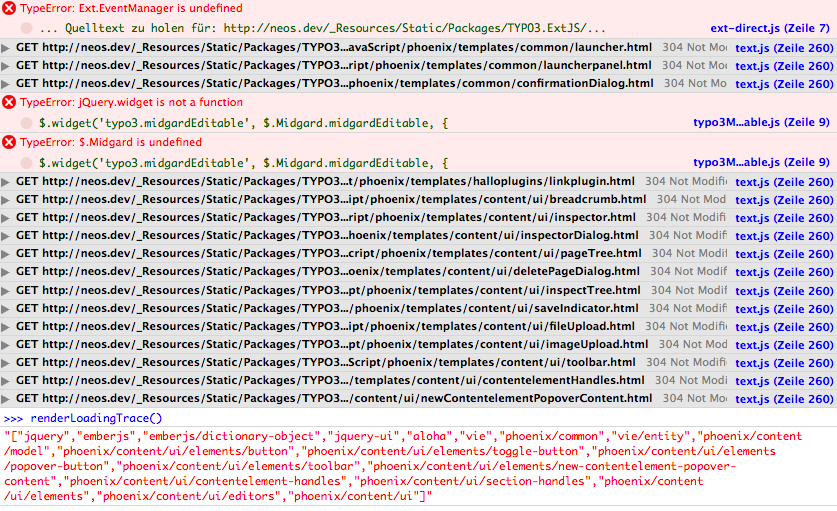 TypeError: Ext.EventManager is undefined
... Quelltext zu holen für: http://neos.dev/_Resources/Static/Packages/TYPO3.ExtJS/... ext-direct.js (Zeile 7)
GET http://neos.dev/_Resources/Static/Packages/TYPO3…avaScript/phoenix/templates/common/launcher.html 304 Not Mod text.js (Zeile 260)
GET http://neos.dev/_Resources/Static/Packages/TYPO3…ript/phoenix/templates/common/launcherpanel.html 304 Not Mod text.js (Zeile 260)
GET http://neos.dev/_Resources/Static/Packages/TYPO3…phoenix/templates/common/confirmationDialog.html 304 Not Mod text.js (Zeile 260)
TypeError: jQuery.widget is not a function
$.widget('typo3.midgardEditable', $.Midgard.midgardEditable, { typo3M…able.js (Zeile 9)
TypeError: $.Midgard is undefined
$.widget('typo3.midgardEditable', $.Midgard.midgardEditable, { typo3M…able.js (Zeile 9)
GET http://neos.dev/_Resources/Static/Packages/TYPO3…t/phoenix/templates/halloplugins/linkplugin.html 304 Not Modifi text.js (Zeile 260)
GET http://neos.dev/_Resources/Static/Packages/TYPO3…ipt/phoenix/templates/content/ui/breadcrumb.html 304 Not Modif text.js (Zeile 260)
GET http://neos.dev/_Resources/Static/Packages/TYPO3…ript/phoenix/templates/content/ui/inspector.html 304 Not Modif text.js (Zeile 260)
GET http://neos.dev/_Resources/Static/Packages/TYPO3…hoenix/templates/content/ui/inspectorDialog.html 304 Not Modi text.js (Zeile 260)
GET http://neos.dev/_Resources/Static/Packages/TYPO3…cript/phoenix/templates/content/ui/pageTree.html 304 Not Modi text.js (Zeile 260)
GET http://neos.dev/_Resources/Static/Packages/TYPO3…oenix/templates/content/ui/deletePageDialog.html 304 Not Modif text.js (Zeile 260)
GET http://neos.dev/_Resources/Static/Packages/TYPO3…pt/phoenix/templates/content/ui/inspectTree.html 304 Not Modif text.js (Zeile 260)
GET http://neos.dev/_Resources/Static/Packages/TYPO3…/phoenix/templates/content/ui/saveIndicator.html 304 Not Modi text.js (Zeile 260)
GET http://neos.dev/_Resources/Static/Packages/TYPO3…ipt/phoenix/templates/content/ui/fileUpload.html 304 Not Modifi text.js (Zeile 260)
GET http://neos.dev/_Resources/Static/Packages/TYPO3…pt/phoenix/templates/content/ui/imageUpload.html 304 Not Modi text.js (Zeile 260)
GET http://neos.dev/_Resources/Static/Packages/TYPO3…Script/phoenix/templates/content/ui/toolbar.html 304 Not Modifi text.js (Zeile 260)
GET http://neos.dev/_Resources/Static/Packages/TYPO3…/templates/content/ui/contentelementHandles.html 304 Not Mod text.js (Zeile 260)
GET http://neos.dev/_Resources/Static/Packages/TYPO3…/content/ui/newContentelementPopoverContent.html 304 Not Mod text.js (Zeile 260)
>>> renderLoadingTrace()
"["jquery","emberjs","emberjs/dictionary-object","jquery-ui","aloha","vie","phoenix/common","vie/entity","phoenix/content
/model","phoenix/content/ui/elements/button","phoenix/content/ui/elements/toggle-button","phoenix/content/ui/elements
/popover-button","phoenix/content/ui/elements/toolbar","phoenix/content/ui/elements/new-contentelement-popover-
content","phoenix/content/ui/contentelement-handles","phoenix/content/ui/section-handles","phoenix/content
/ui/elements","phoenix/content/ui/editors","phoenix/content/ui"]"